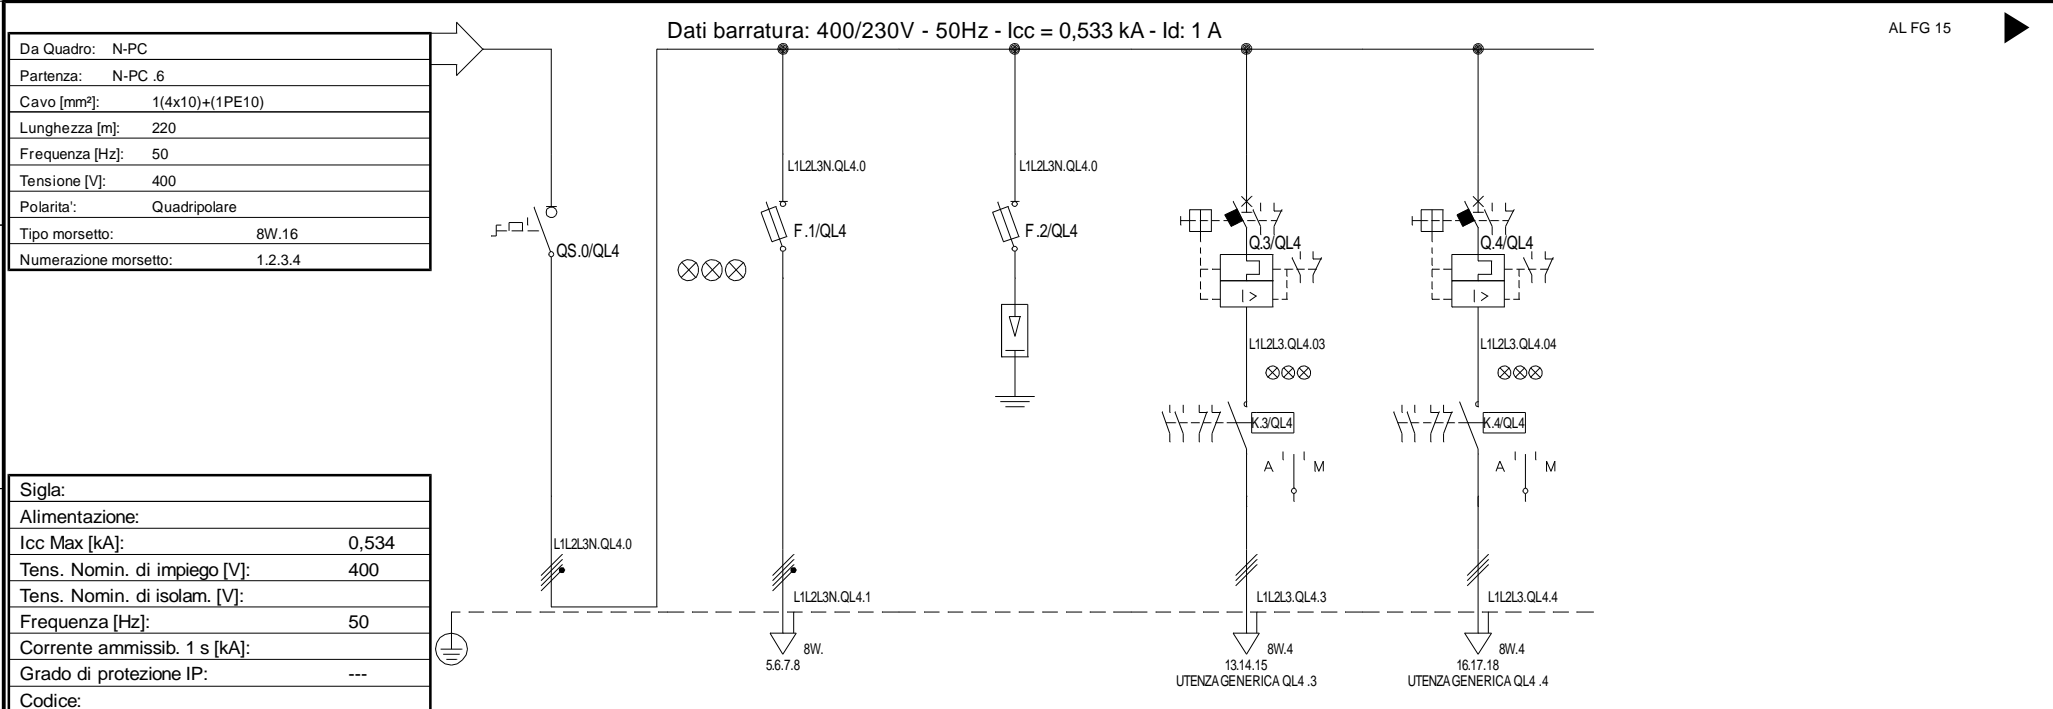 Dati barratura: 400/230V - 50Hz - Icc = 0,533 kA - Id: 1 A
AL FG 15
Da Quadro: N-PC
Partenza: N-PC .6
Cavo [mm²]: 1(4x10)+(1PE10)
Lunghezza [m]: 220
Frequenza [Hz]: 50
Tensione [V]: 400
Polarita': Quadripolare
Tipo morsetto: 8W.16
Numerazione morsetto: 1.2.3.4
L1L2L3N.QL4.0
L1L2L3N.QL4.0
QS.0/QL4
F.1/QL4
F.2/QL4
Q.3/QL4
Q.4/QL4
I >
I >
L1L2L3.QL4.03
L1L2L3.QL4.04
K.3/QL4
K.4/QL4
A M
A M
Sigla:
Alimentazione:
Icc Max [kA]: 0,534
Tens. Nomin. di impiego [V]: 400
Tens. Nomin. di isolam. [V]:
Frequenza [Hz]: 50
Corrente ammissib. 1 s [kA]:
Grado di protezione IP: ---
Codice:
L1L2L3N.QL4.0
L1L2L3N.QL4.1
L1L2L3.QL4.3
L1L2L3.QL4.4
8W.
5.6.7.8
8W.4
13.14.15
UTENZA GENERICA QL4 .3
8W.4
16.17.18
UTENZA GENERICA QL4 .4